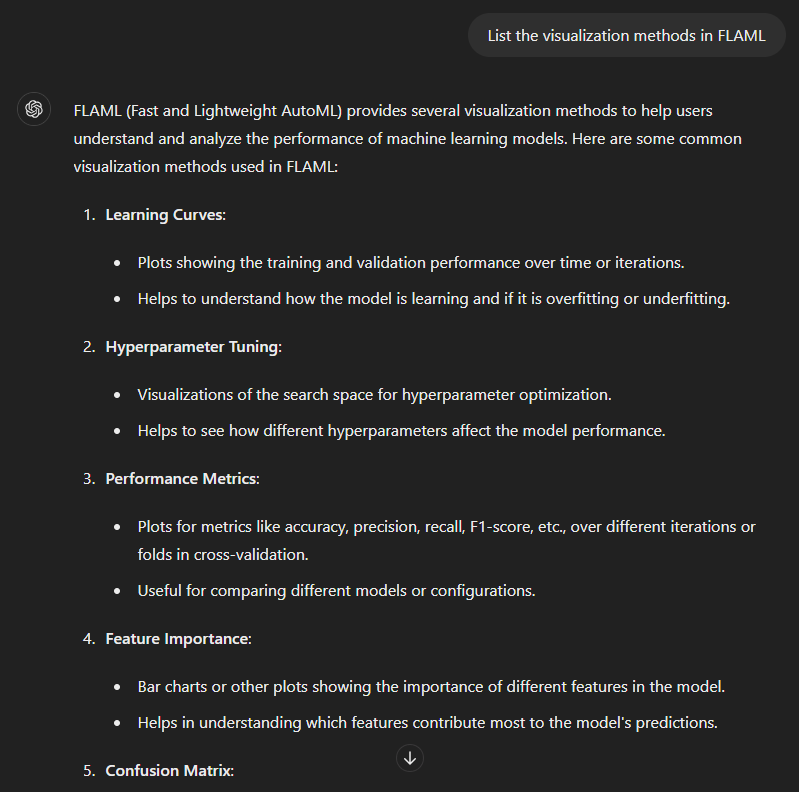 List the visualization methods in FLAML
FLAML (Fast and Lightweight AutoML) provides several visualization methods to help users
understand and analyze the performance of machine learning models. Here are some common
visualization methods used in FLAML:
1. Learning Curves:
• Plots showing the training and validation performance over time or iterations.
• Helps to understand how the model is learning and if it is overfitting or underfitting.
2. Hyperparameter Tuning:
• Visualizations of the search space for hyperparameter optimization.
• Helps to see how different hyperparameters affect the model performance.
3. Performance Metrics:
• Plots for metrics like accuracy, precision, recall, F1-score, etc., over different iterations or
folds in cross-validation.
• Useful for comparing different models or configurations.
4. Feature Importance:
• Bar charts or other plots showing the importance of different features in the model.
• Helps in understanding which features contribute most to the model's predictions.
5. Confusion Matrix: